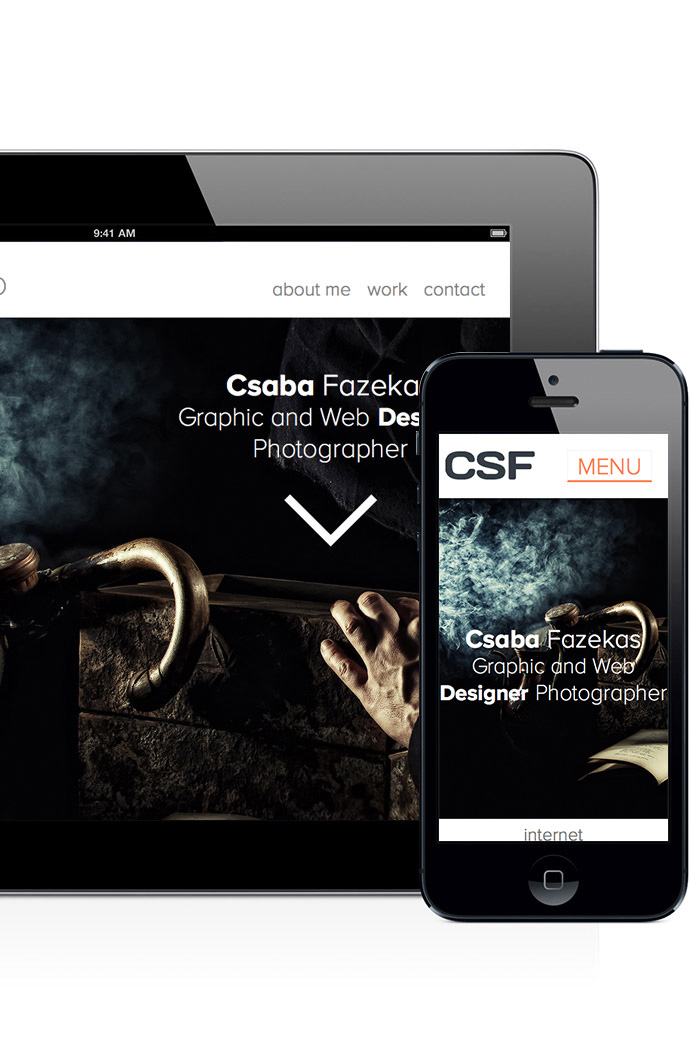 9:41 AM
about me work contact
Csaba Fazeka
Graphic and Web Des
Photographer
CSF MENU
Csaba Fazekas
Graphic and Web
Designer Photographer
internet